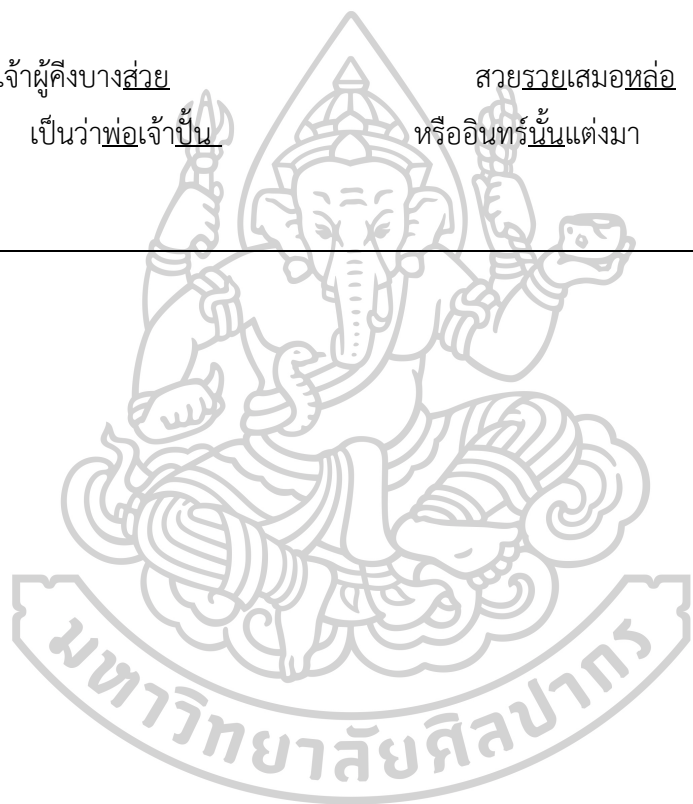 เจ้าผู้คีงบางส่วย สวยรวยเสมอหล่อ
เป็นว่าพ่อเจ้าปั้น หรืออินทร์นั้นแต่งมา
มหาวิทยาลัยศิลปากร